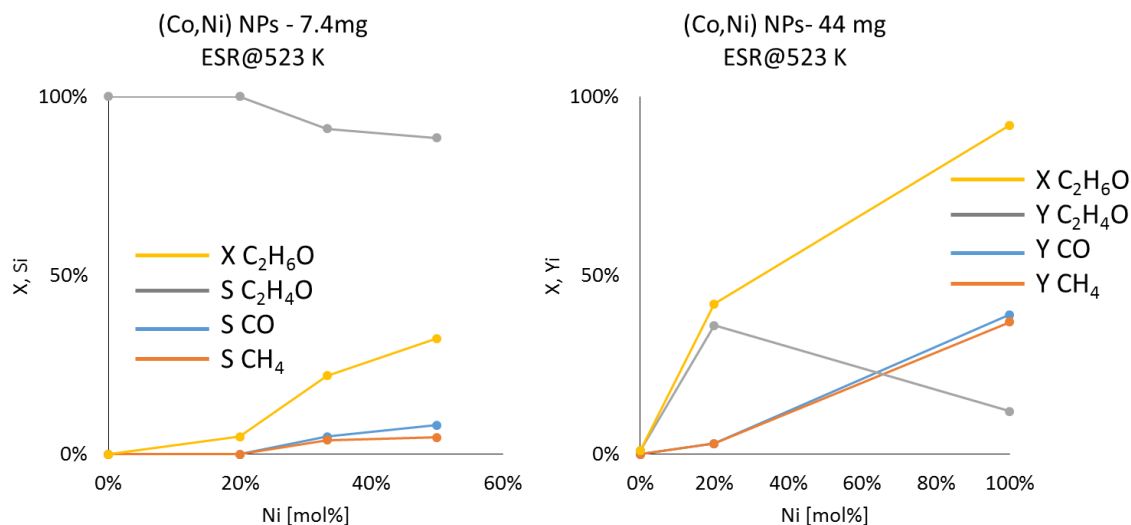 (Co,Ni) NPs - 7.4mg
ESR@523 K
100%
50%
0%
X, Si
X C₂H₆O
S C₂H₄O
S CO
S CH₄
0%
20%
40%
60%
Ni [mol%]
(Co,Ni) NPs- 44 mg
ESR@523 K
100%
50%
0%
X, Yi
X C₂H₆O
Y C₂H₄O
Y CO
Y CH₄
0%
20%
40%
60%
80%
100%
Ni [mol%]